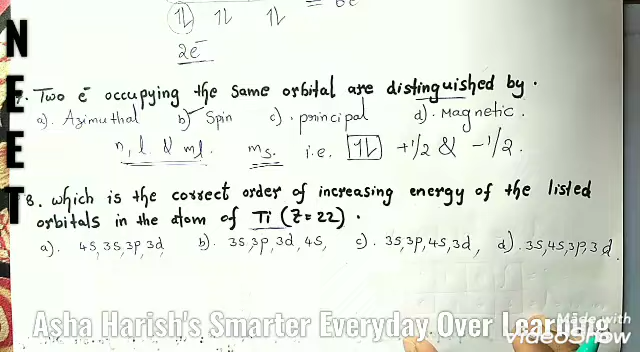 = 6e
1L 1L 1L
2e⁻
NEET
7. Two e⁻ occupying the same orbital are distinguished by.
a). Azimuthal b) Spin c). principal d). Magnetic.
n, l & ml ms i.e. 1L +1/2 & -1/2.
8. which is the correct order of increasing energy of the listed
orbitals in the atom of Ti (Z=22).
a). 4s,3s,3p,3d, b). 3s,3p,3d,4s, c). 3s,3p,4s,3d, d). 3s,4s,3p,3d.
Asha Harish's Smarter Everyday Over Learning
Made with
VideoShow